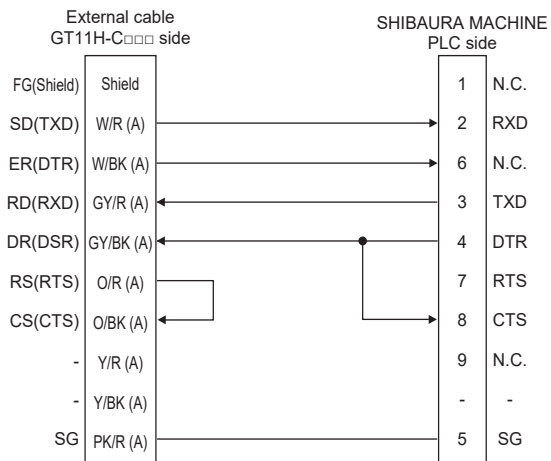 External cable
GT11H-C□□□ side
SHIBAURA MACHINE
PLC side
FG(Shield) Shield 1 N.C.
SD(TXD) W/R (A) 2 RXD
ER(DTR) W/BK (A) 6 N.C.
RD(RXD) GY/R (A) 3 TXD
DR(DSR) GY/BK (A) 4 DTR
RS(RTS) O/R (A) 7 RTS
CS(CTS) O/BK (A) 8 CTS
- Y/R (A) 9 N.C.
- Y/BK (A) - -
SG PK/R (A) 5 SG